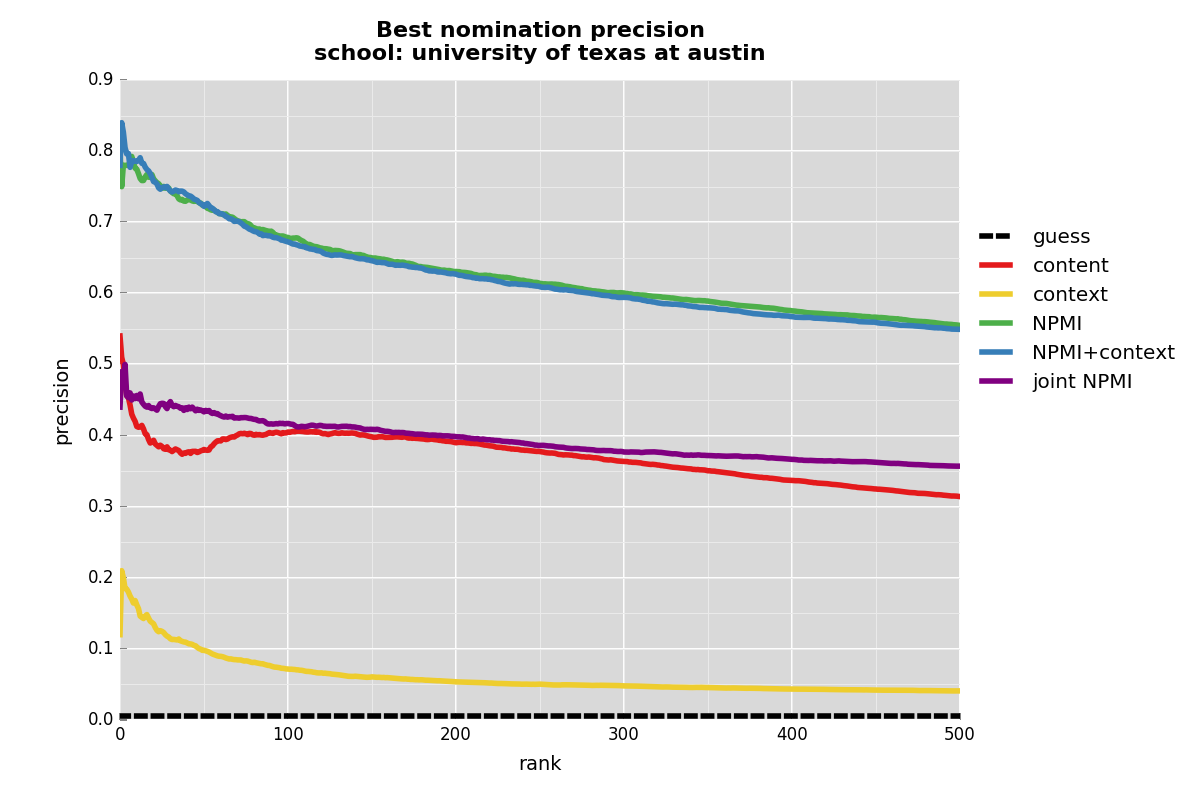 Best nomination precision
school: university of texas at austin
precision
0.9
0.8
0.7
0.6
0.5
0.4
0.3
0.2
0.1
0.0
0 100 200 300 400 500
rank
guess
content
context
NPMI
NPMI+context
joint NPMI